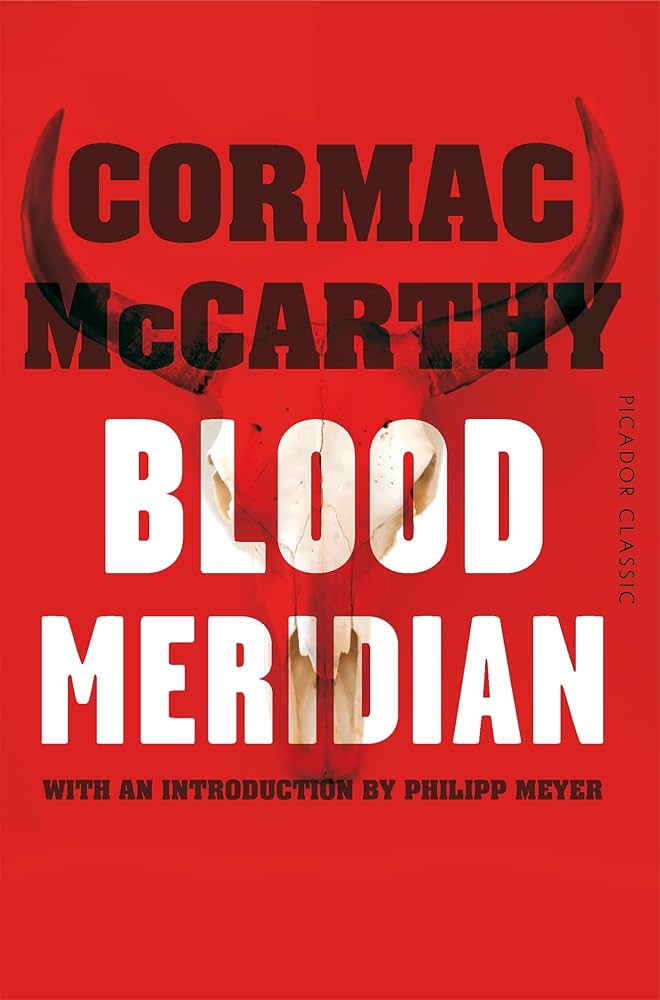 CORMAC
McCARTHY
BLOOD
MERIDIAN
WITH AN INTRODUCTION BY PHILIPP MEYER
PICADOR CLASSIC